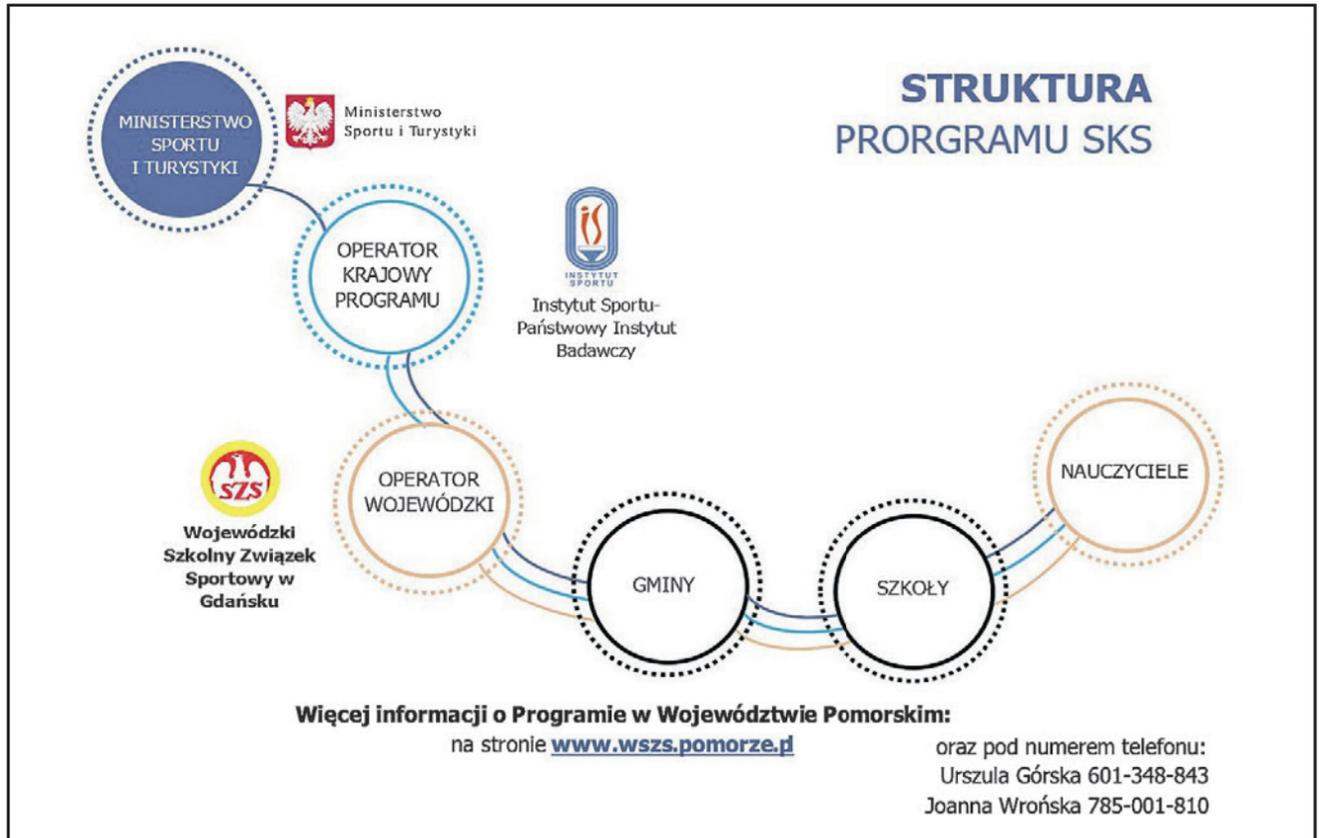 STRUKTURA
PRORGRAMU SKS
MINISTERSTWO
SPORTU
I TURYSTYKI
Ministerstwo
Sportu i Turystyki
OPERATOR
KRAJOWY
PROGRAMU
iS
INSTYTUT
SPORTU
Instytut Sportu-
Państwowy Instytut
Badawczy
OPERATOR
WOJEWÓDZKI
SZS
Wojewódzki
Szkolny Związek
Sportowy w
Gdańsku
GMINY
SZKOŁY
NAUCZYCIELE
Więcej informacji o Programie w Województwie Pomorskim:
na stronie www.wszs.pomorze.pl
oraz pod numerem telefonu:
Urszula Górska 601-348-843
Joanna Wrońska 785-001-810